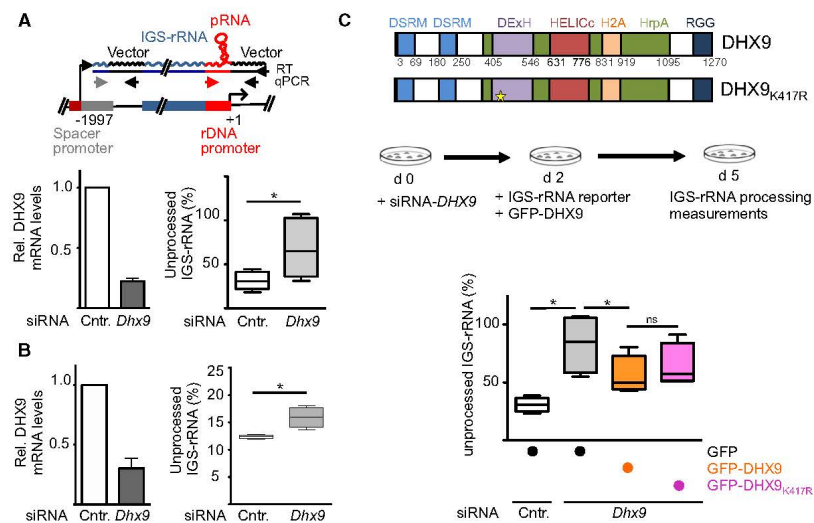 A
pRNA
IGS-rRNA
Vector
Vector
RT
qPCR
-1997
+1
Spacer
promoter
rDNA
promoter
Rel. DHX9
mRNA levels
1.0
0.5
siRNA Cntr. Dhx9
Unprocessed
IGS-rRNA (%)
100
50
*
Cntr. Dhx9
B
Rel. DHX9
mRNA levels
1.0
0.5
siRNA Cntr. Dhx9
Unprocessed
IGS-rRNA (%)
25
20
15
10
5
0
*
siRNA Cntr. Dhx9
C
DSRM DSRM DExH HELICc H2A HrpA RGG
DHX9
3 69 180 250 405 546 631 776 831 919 1095 1270
DHX9K417R
d 0
+ siRNA-DHX9
d 2
+ IGS-rRNA reporter
+ GFP-DHX9
d 5
IGS-rRNA processing
measurements
unprocessed IGS-rRNA (%)
100
50
* * ns
GFP
GFP-DHX9
GFP-DHX9K417R
siRNA Cntr. Dhx9